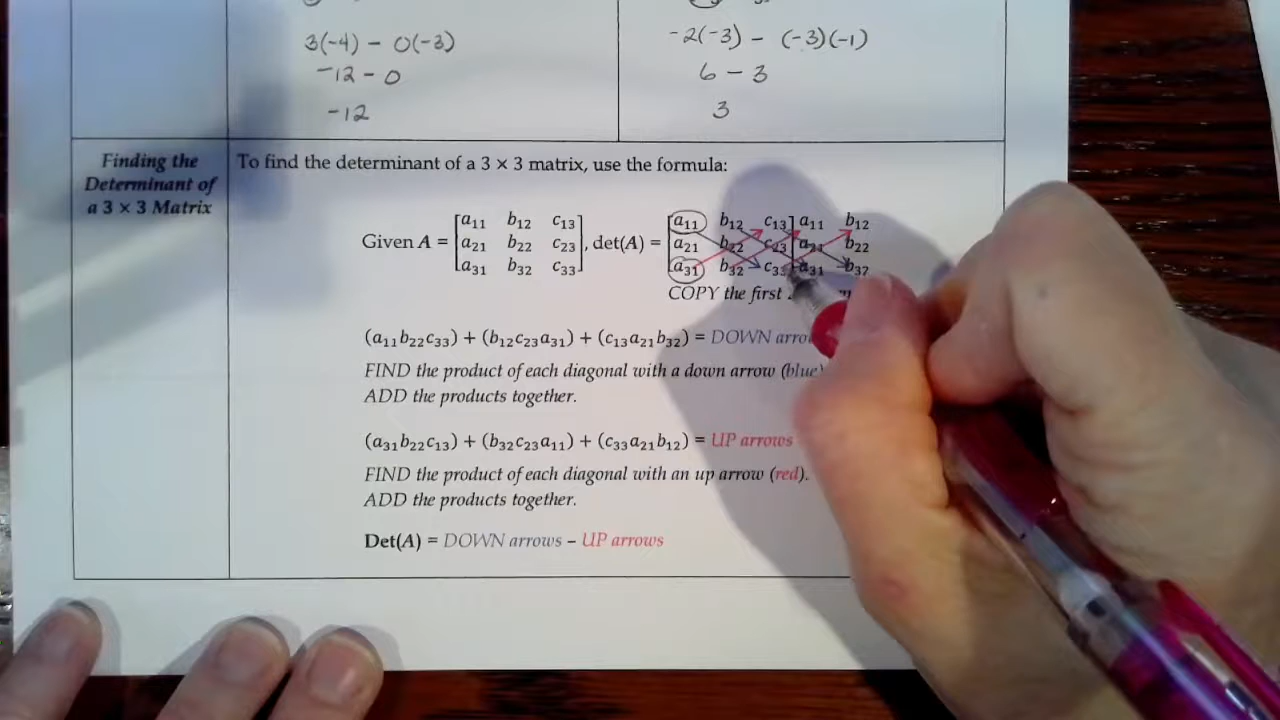 3(-4) - 0(-3)
-12 - 0
-12
-2(-3) - (-3)(-1)
6 - 3
3
Finding the
Determinant of
a 3 × 3 Matrix
To find the determinant of a 3 × 3 matrix, use the formula:
a₁₁ b₁₂ c₁₃
Given A = a₂₁ b₂₂ c₂₃ , det(A) =
a₃₁ b₃₂ c₃₃
a₁₁ b₁₂ c₁₃ a₁₁ b₁₂
a₂₁ b₂₂ c₂₃ a₂₁ b₂₂
a₃₁ b₃₂ c₃₃ a₃₁ b₃₂
COPY the first
(a₁₁b₂₂c₃₃) + (b₁₂c₂₃a₃₁) + (c₁₃a₂₁b₃₂) = DOWN
FIND the product of each diagonal with a down arrow (blue)
ADD the products together.
(a₃₁b₂₂c₁₃) + (b₃₂c₂₃a₁₁) + (c₃₃a₂₁b₁₂) = UP arrows
FIND the product of each diagonal with an up arrow (red).
ADD the products together.
Det(A) = DOWN arrows – UP arrows